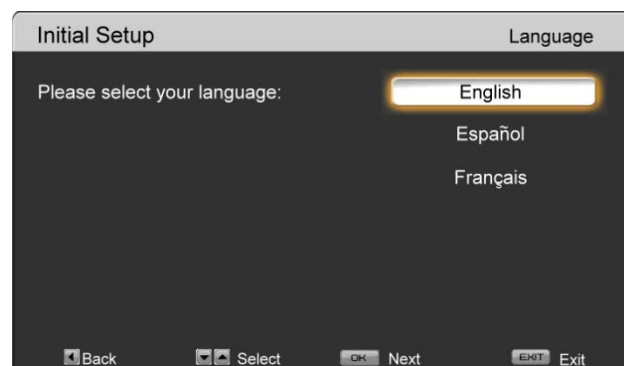 Initial Setup Language
Please select your language: English
Español
Français
Back Select OK Next EXIT Exit